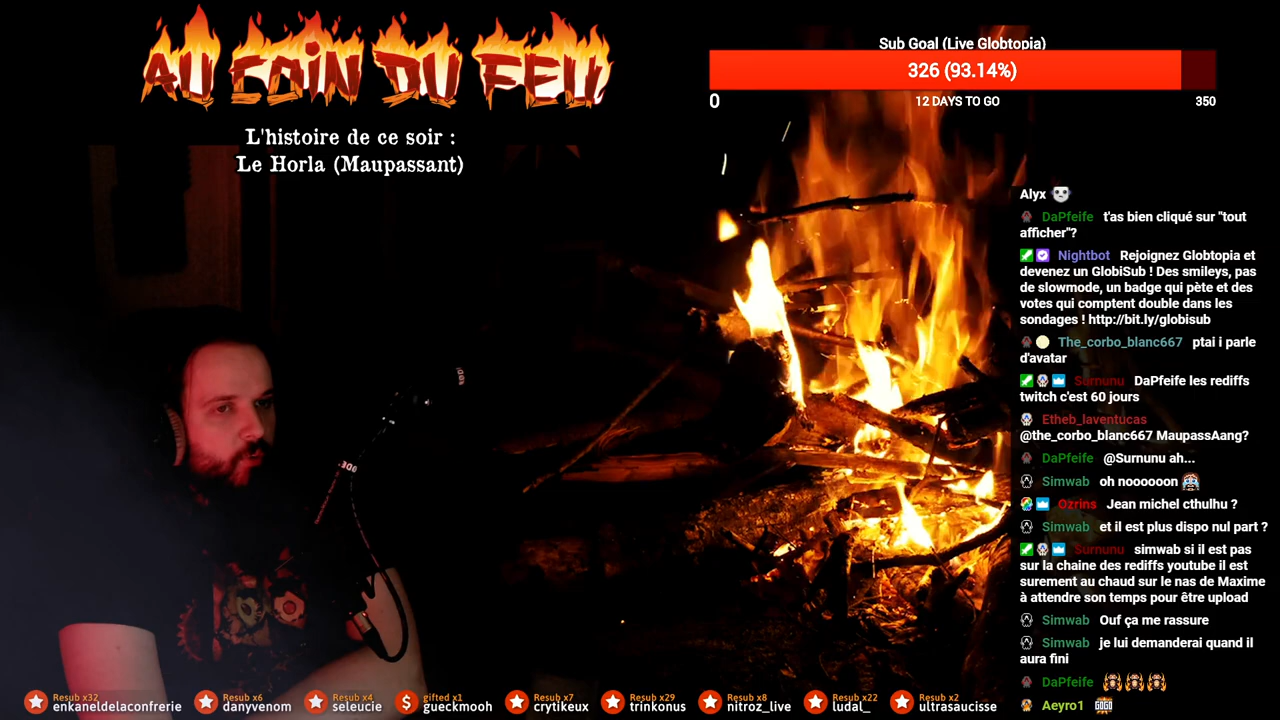 AU COIN DU FEU
L'histoire de ce soir :
Le Horla (Maupassant)
Sub Goal (Live Globtopia)
326 (93.14%)
0 12 DAYS TO GO 350
Alyx
DaPfeife t'as bien cliqué sur "tout
afficher"?
Nightbot Rejoignez Globtopia et
devenez un GlobiSub ! Des smileys, pas
de slowmode, un badge qui pète et des
votes qui comptent double dans les
sondages ! http://bit.ly/globisub
The_corbo_blanc667 ptai i parle
d'avatar
Surnunu DaPfeife les rediffs
twitch c'est 60 jours
Etheb_laventucas
@the_corbo_blanc667 MaupassAang?
DaPfeife @Surnunu ah...
Simwab oh nooooooon
Ozrins Jean michel cthulhu ?
Simwab et il est plus dispo nul part ?
Surnunu simwab si il est pas
sur la chaine des rediffs youtube il est
surement au chaud sur le nas de Maxime
à attendre son temps pour être upload
Simwab Ouf ça me rassure
Simwab je lui demanderai quand il
aura fini
DaPfeife
Aeyro1 GOGO
Resub x32 Resub x6 Resub x4 gifted x1 Resub x7 Resub x29 Resub x8 Resub x22 Resub x2
enkaneldelaconfrerie danyvenom seleucie gueckmooh crytikeux trinkonus nitroz_live ludal_ ultrasaucisse